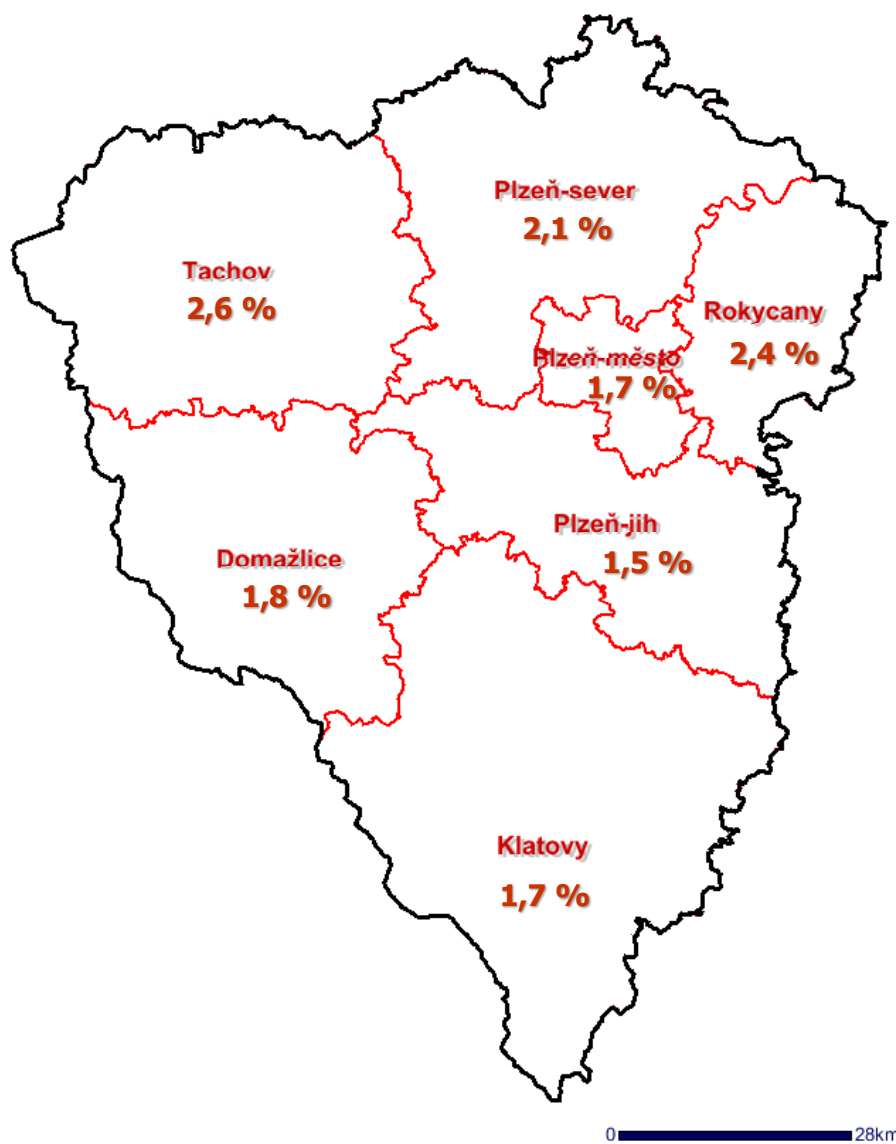 Plzeň-sever
2,1 %
Tachov
2,6 %
Rokycany
2,4 %
Plzeň-město
1,7 %
Plzeň-jih
1,5 %
Domažlice
1,8 %
Klatovy
1,7 %
0 28km